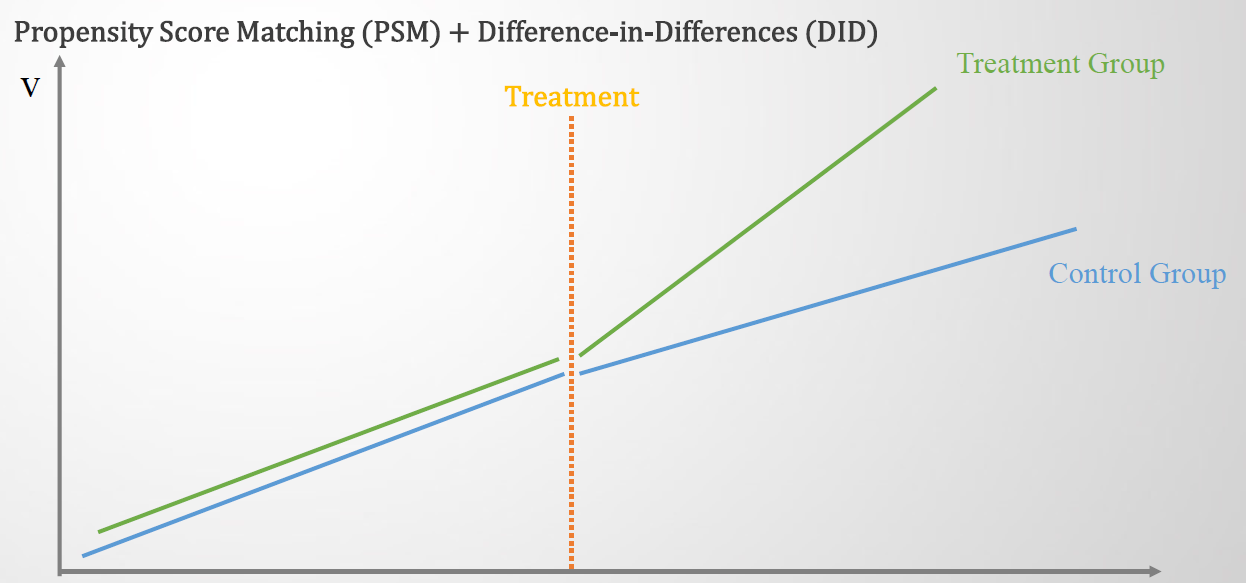 Propensity Score Matching (PSM) + Difference-in-Differences (DID)
V
Treatment
Treatment Group
Control Group